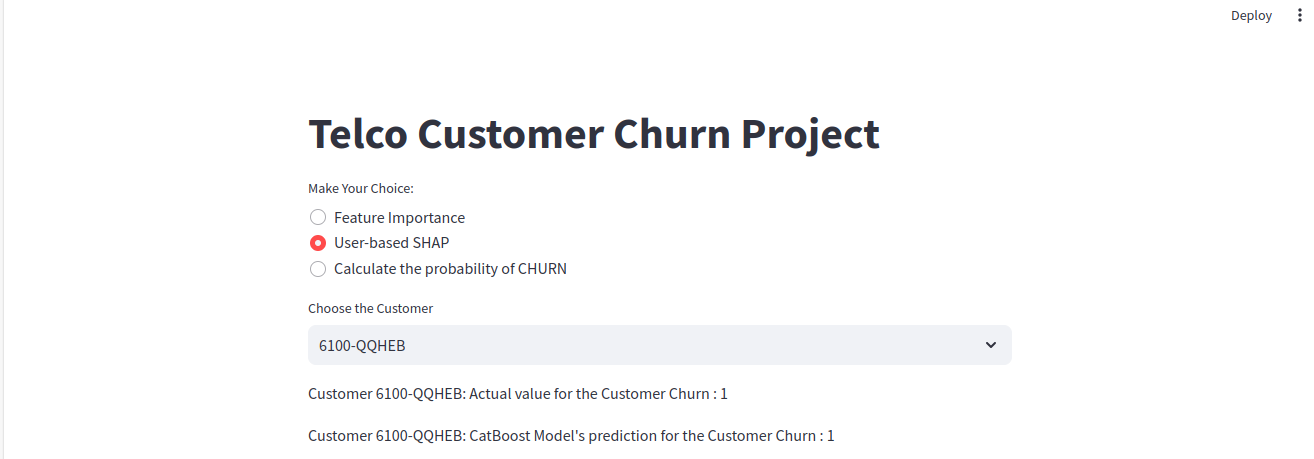 Deploy
Telco Customer Churn Project
Make Your Choice:
Feature Importance
User-based SHAP
Calculate the probability of CHURN
Choose the Customer
6100-QQHEB
Customer 6100-QQHEB: Actual value for the Customer Churn : 1
Customer 6100-QQHEB: CatBoost Model's prediction for the Customer Churn : 1